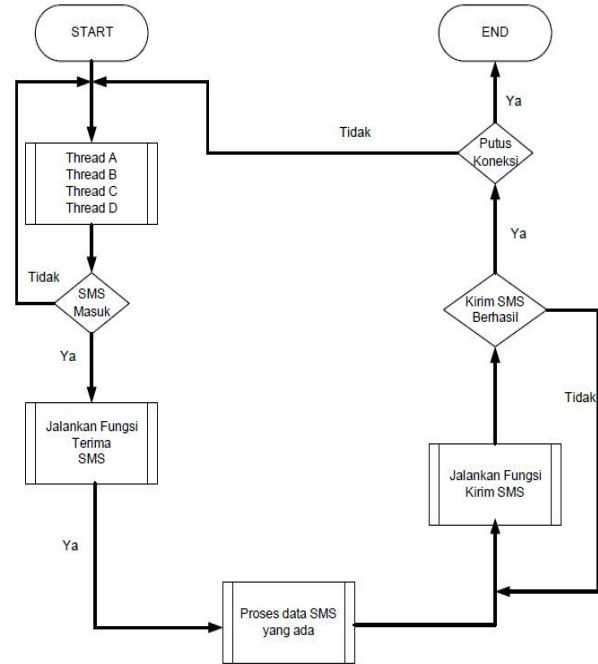 START
Thread A
Thread B
Thread C
Thread D
Tidak
SMS
Masuk
Ya
Jalankan Fungsi
Terima
SMS
Ya
Proses data SMS
yang ada
Jalankan Fungsi
Kirim SMS
Kirim SMS
Berhasil
Tidak
Ya
Putus
Koneksi
Tidak
Ya
END